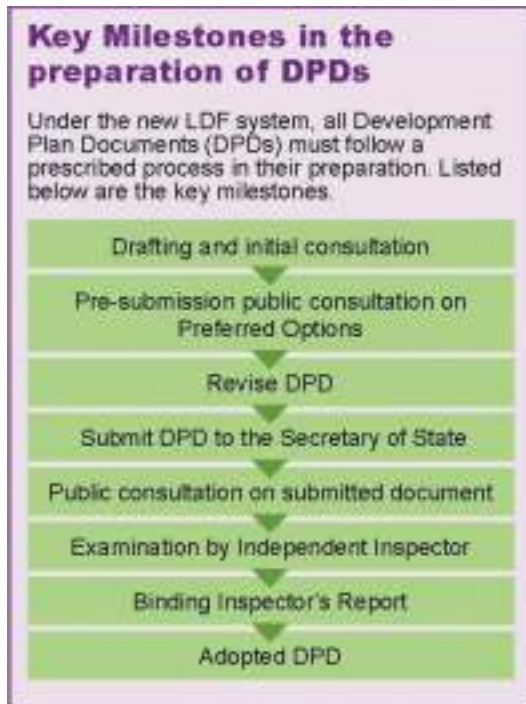 Key Milestones in the
preparation of DPDs
Under the new LDF system, all Development
Plan Documents (DPDs) must follow a
prescribed process in their preparation. Listed
below are the key milestones.
Drafting and initial consultation
Pre-submission public consultation on
Preferred Options
Revise DPD
Submit DPD to the Secretary of State
Public consultation on submitted document
Examination by Independent Inspector
Binding Inspector's Report
Adopted DPD